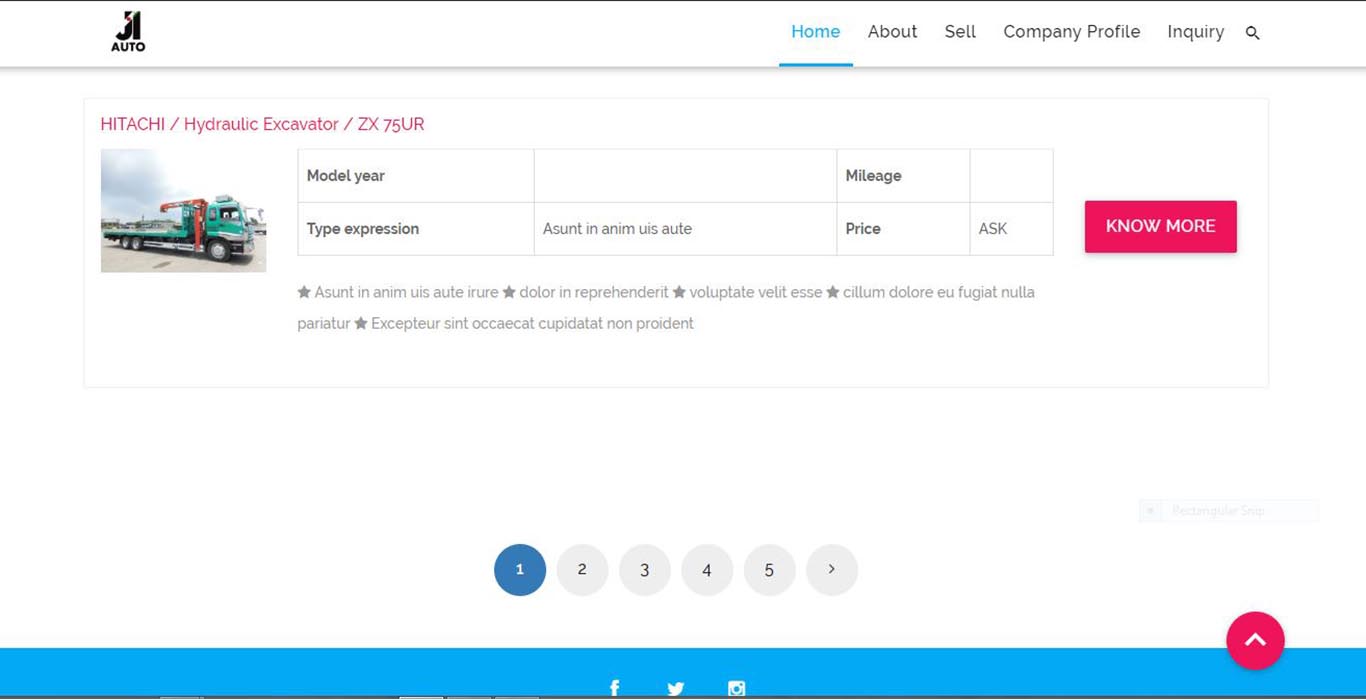 JI
AUTO
Home About Sell Company Profile Inquiry
HITACHI / Hydraulic Excavator / ZX 75UR
Model year Mileage
Type expression Asunt in anim uis aute Price ASK
KNOW MORE
★ Asunt in anim uis aute irure ★ dolor in reprehenderit ★ voluptate velit esse ★ cillum dolore eu fugiat nulla
pariatur ★ Excepteur sint occaecat cupidatat non proident
Rectangular Snip
1 2 3 4 5 >